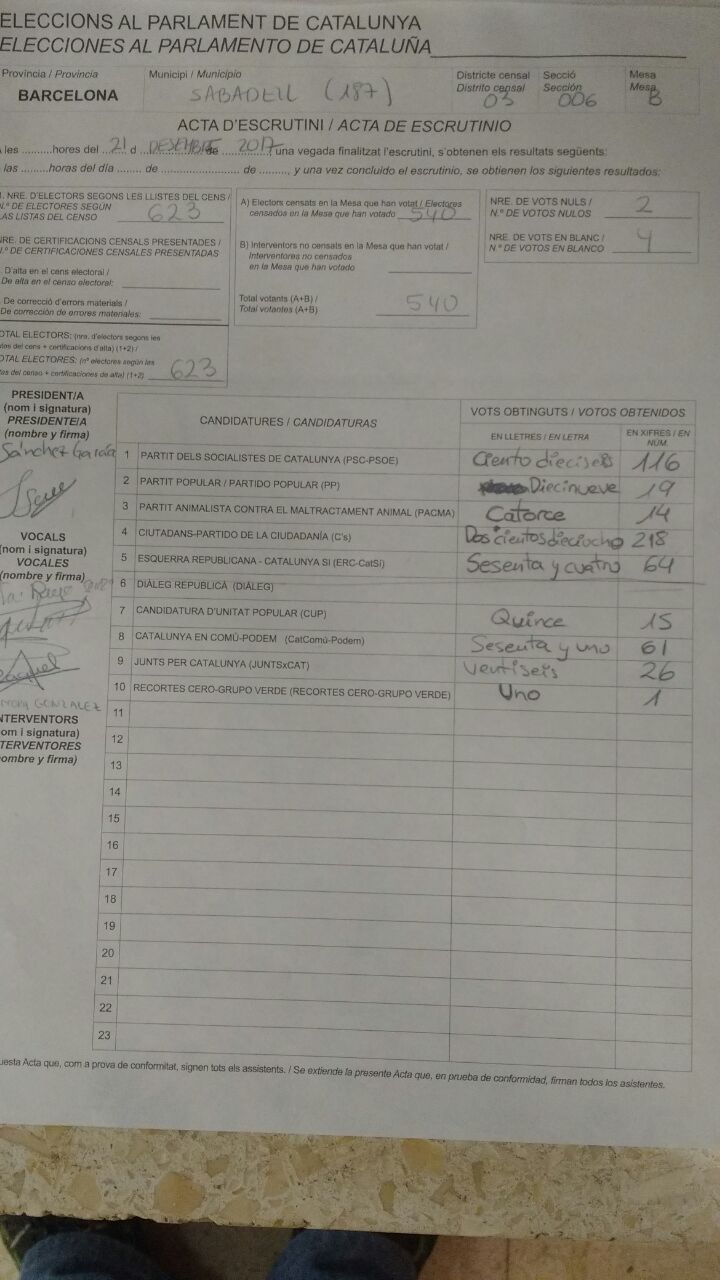 ELECCIONS AL PARLAMENT DE CATALUNYA
ELECCIONES AL PARLAMENTO DE CATALUÑA
Província / Provincia
BARCELONA
Municipi / Municipio
SABADELL (187)
Districte censal
Distrito censal
03
Secció
Sección
006
Mesa
Mesa
B
ACTA D'ESCRUTINI / ACTA DE ESCRUTINIO
les .........hores del 21 d DESEMBRE de 2017, una vegada finalitzat l'escrutini, s'obtenen els resultats següents:
las .........horas del día ........ de ........................ de ........, y una vez concluido el escrutinio, se obtienen los siguientes resultados:
NRE. D'ELECTORS SEGONS LES LLISTES DEL CENS /
N.º DE ELECTORES SEGÚN
LAS LISTAS DEL CENSO 623
NRE. DE CERTIFICACIONS CENSALS PRESENTADES /
N.º DE CERTIFICACIONES CENSALES PRESENTADAS
D'alta en el cens electoral /
De alta en el censo electoral:
De correcció d'errors materials /
De corrección de errores materiales:
TOTAL ELECTORS: (nre. d'electors segons les
llistes del cens + certificacions d'alta) (1+2) /
TOTAL ELECTORES: (nº electores según las
listas del censo + certificaciones de alta) (1+2) 623
A) Electors censats en la Mesa que han votat / Electores
censados en la Mesa que han votado 540
B) Interventors no censats en la Mesa que han votat /
Interventores no censados
en la Mesa que han votado
Total votants (A+B) /
Total votantes (A+B) 540
NRE. DE VOTS NULS /
N.º DE VOTOS NULOS 2
NRE. DE VOTS EN BLANC /
N.º DE VOTOS EN BLANCO 4
PRESIDENT/A
(nom i signatura)
PRESIDENTE/A
(nombre y firma)
Sánchez García
VOCALS
(nom i signatura)
VOCALES
(nombre y firma)
GONZALEZ
INTERVENTORS
(nom i signatura)
INTERVENTORES
(nombre y firma)
CANDIDATURES / CANDIDATURAS
VOTS OBTINGUTS / VOTOS OBTENIDOS
EN LLETRES / EN LETRA
EN XIFRES / EN NÚM.
1 PARTIT DELS SOCIALISTES DE CATALUNYA (PSC-PSOE) Ciento dieciseis 116
2 PARTIT POPULAR / PARTIDO POPULAR (PP) Diecinueve 19
3 PARTIT ANIMALISTA CONTRA EL MALTRACTAMENT ANIMAL (PACMA) Catorce 14
4 CIUTADANS-PARTIDO DE LA CIUDADANÍA (C's) Doscientos dieciocho 218
5 ESQUERRA REPUBLICANA - CATALUNYA SI (ERC-CatSí) Sesenta y cuatro 64
6 DIÀLEG REPUBLICÀ (DIÀLEG)
7 CANDIDATURA D'UNITAT POPULAR (CUP) Quince 15
8 CATALUNYA EN COMÚ-PODEM (CatComú-Podem) Sesenta y uno 61
9 JUNTS PER CATALUNYA (JUNTSxCAT) Ventiseis 26
10 RECORTES CERO-GRUPO VERDE (RECORTES CERO-GRUPO VERDE) Uno 1
11
12
13
14
15
16
17
18
19
20
21
22
23
esta Acta que, com a prova de conformitat, signen tots els assistents. / Se extiende la presente Acta que, en prueba de conformidad, firman todos los asistentes.